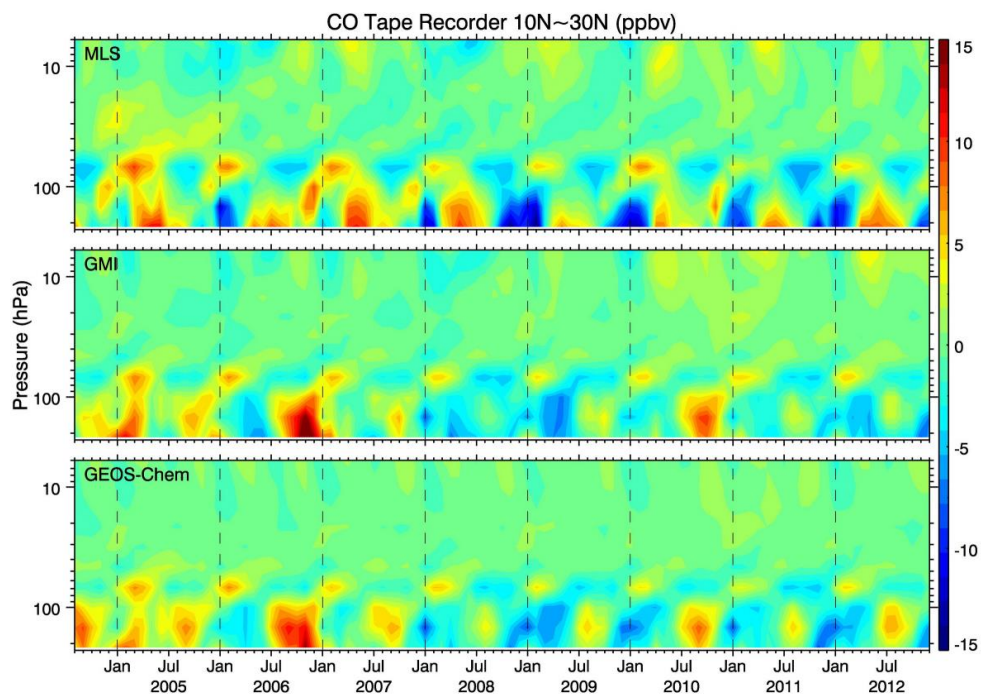 CO Tape Recorder 10N~30N (ppbv)
MLS
10
100
GMI
10
100
Pressure (hPa)
GEOS-Chem
10
100
Jan Jul Jan Jul Jan Jul Jan Jul Jan Jul Jan Jul Jan Jul Jan Jul
2005 2006 2007 2008 2009 2010 2011 2012
15
10
5
0
-5
-10
-15